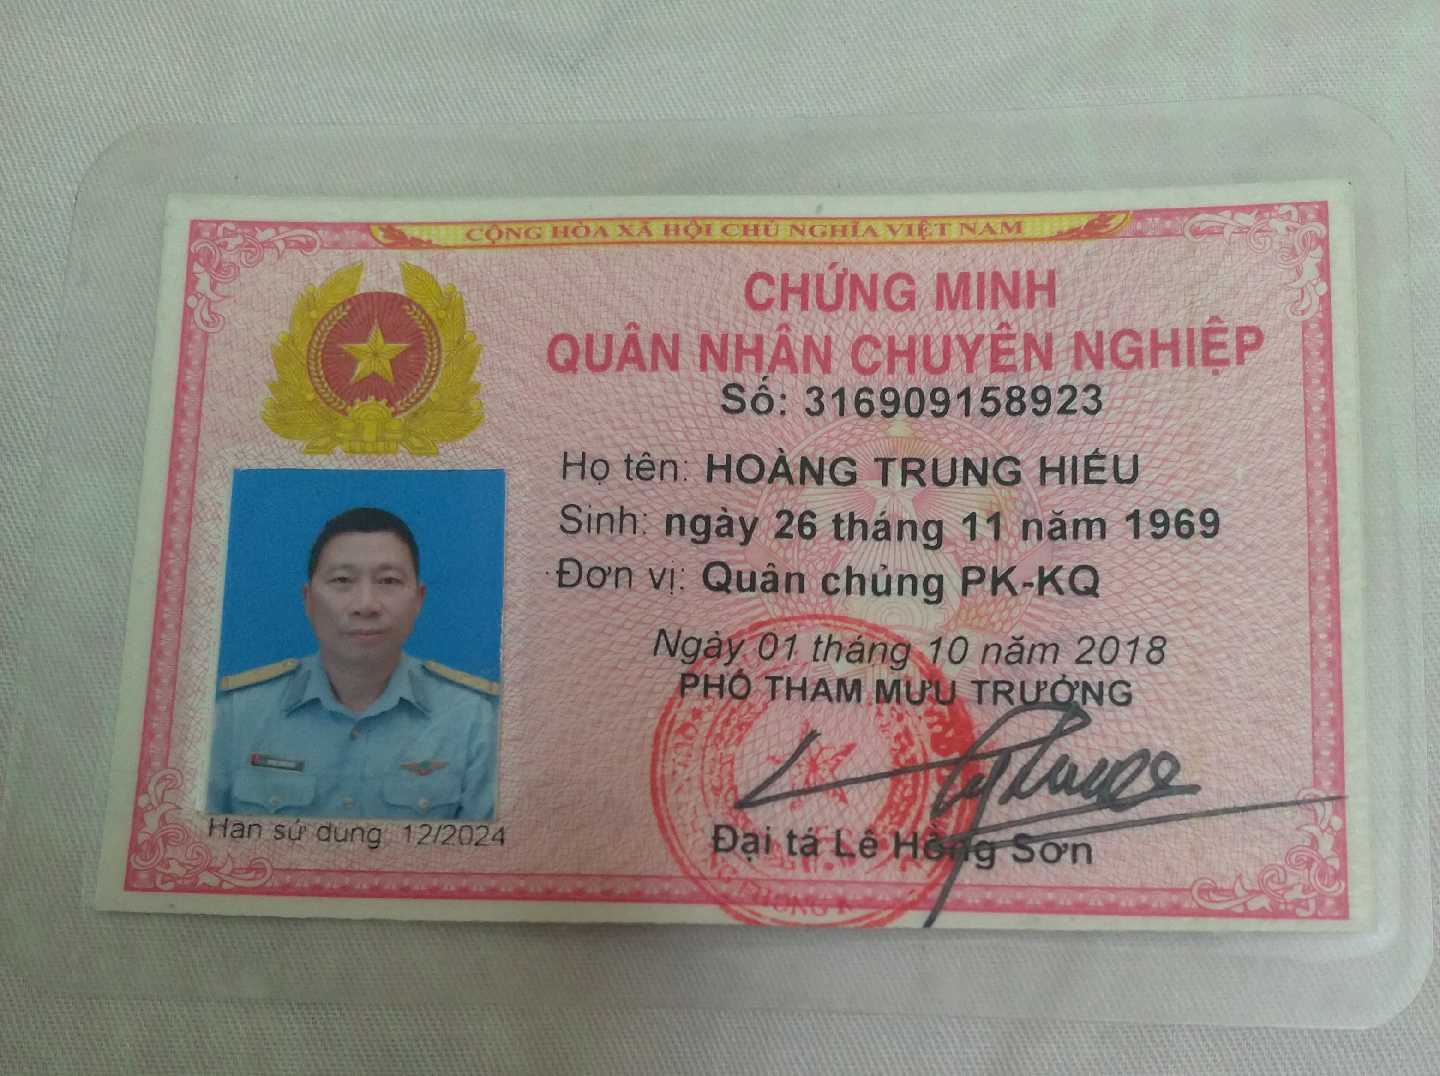 CỘNG HÒA XÃ HỘI CHỦ NGHĨA VIỆT NAM
CHỨNG MINH
QUÂN NHÂN CHUYÊN NGHIỆP
Số: 316909158923
Họ tên: HOÀNG TRUNG HIẾU
Sinh: ngày 26 tháng 11 năm 1969
Đơn vị: Quân chủng PK-KQ
Ngày 01 tháng 10 năm 2018
PHÓ THAM MƯU TRƯỞNG
Đại tá Lê Hồng Sơn
Hạn sử dụng 12/2024